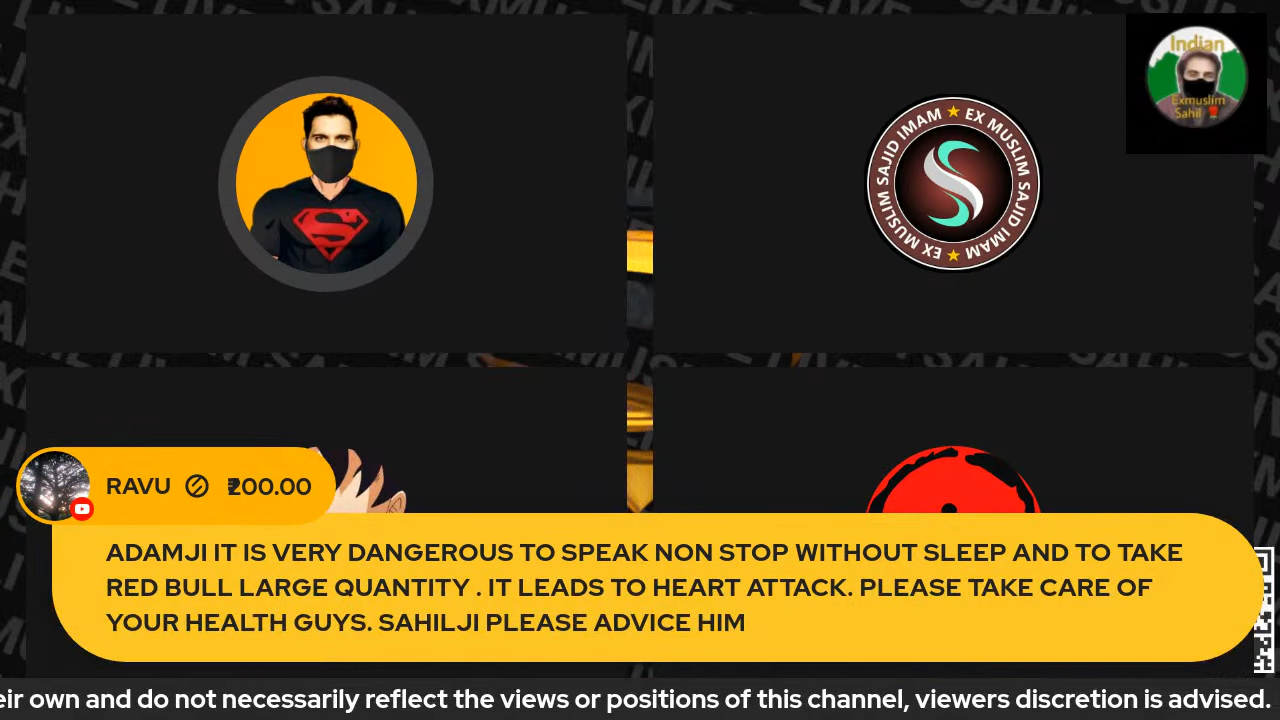 Indian
Exmuslim
Sahil
EX MUSLIM SAJID IMAM ★ EX MUSLIM SAJID IMAM ★
RAVU ₹200.00
ADAMJI IT IS VERY DANGEROUS TO SPEAK NON STOP WITHOUT SLEEP AND TO TAKE
RED BULL LARGE QUANTITY . IT LEADS TO HEART ATTACK. PLEASE TAKE CARE OF
YOUR HEALTH GUYS. SAHILJI PLEASE ADVICE HIM
own and do not necessarily reflect the views or positions of this channel, viewers discretion is advised.